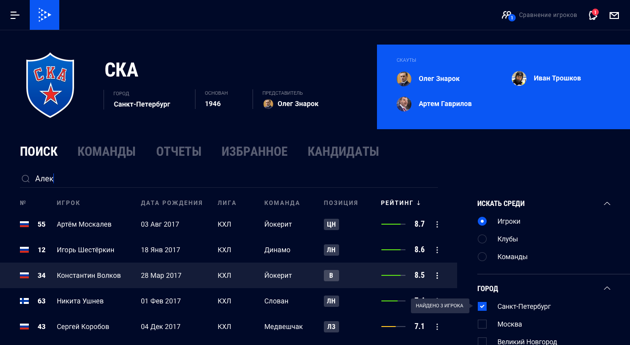 1 Сравнение игроков 1
СКА
СКА
ГОРОД ОСНОВАН ПРЕДСТАВИТЕЛЬ
Санкт-Петербург 1946 Олег Знарок
СКАУТЫ
Олег Знарок Иван Трошков
Артем Гаврилов
ПОИСК КОМАНДЫ ОТЧЕТЫ ИЗБРАННОЕ КАНДИДАТЫ
Алек
№ ИГРОК ДАТА РОЖДЕНИЯ ЛИГА КОМАНДА ПОЗИЦИЯ РЕЙТИНГ ↓
55 Артём Москалев 03 Авг 2017 КХЛ Йокерит ЦН 8.7
12 Игорь Шестёркин 18 Янв 2017 КХЛ Динамо ЛН 8.6
34 Константин Волков 28 Мар 2017 КХЛ Йокерит В 8.5
63 Никита Ушнев 01 Фев 2017 КХЛ Слован ЛН
43 Сергей Коробов 04 Дек 2017 КХЛ Медвешчак ЛЗ 7.1
НАЙДЕНО 3 ИГРОКА
ИСКАТЬ СРЕДИ
Игроки
Клубы
Команды
ГОРОД
Санкт-Петербург
Москва
Великий Новгород